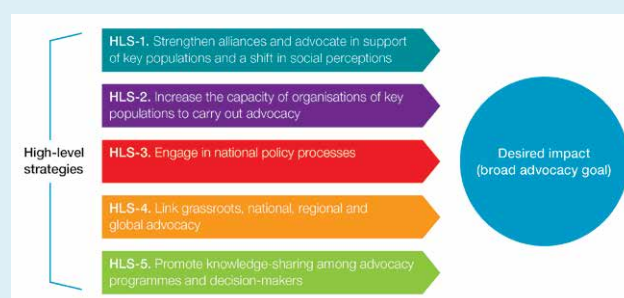 HLS-1. Strengthen alliances and advocate in support
of key populations and a shift in social perceptions
HLS-2. Increase the capacity of organisations of key
populations to carry out advocacy
High-level
strategies
HLS-3. Engage in national policy processes
Desired impact
(broad advocacy goal)
HLS-4. Link grassroots, national, regional and
global advocacy
HLS-5. Promote knowledge-sharing among advocacy
programmes and decision-makers